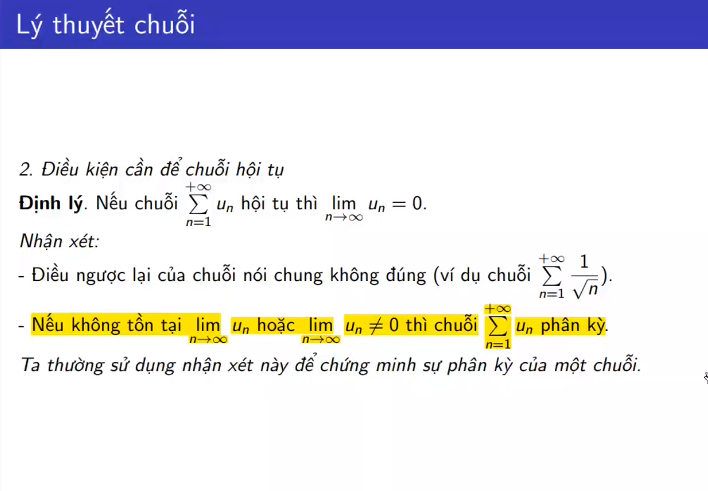 Lý thuyết chuỗi
2. Điều kiện cần để chuỗi hội tụ
Định lý. Nếu chuỗi $\sum_{n=1}^{+\infty} u_n$ hội tụ thì $\lim_{n\to\infty} u_n = 0$.
Nhận xét:
- Điều ngược lại của chuỗi nói chung không đúng (ví dụ chuỗi $\sum_{n=1}^{+\infty} \frac{1}{\sqrt{n}}$).
- Nếu không tồn tại $\lim_{n\to\infty} u_n$ hoặc $\lim_{n\to\infty} u_n \neq 0$ thì chuỗi $\sum_{n=1}^{+\infty} u_n$ phân kỳ.
Ta thường sử dụng nhận xét này để chứng minh sự phân kỳ của một chuỗi.